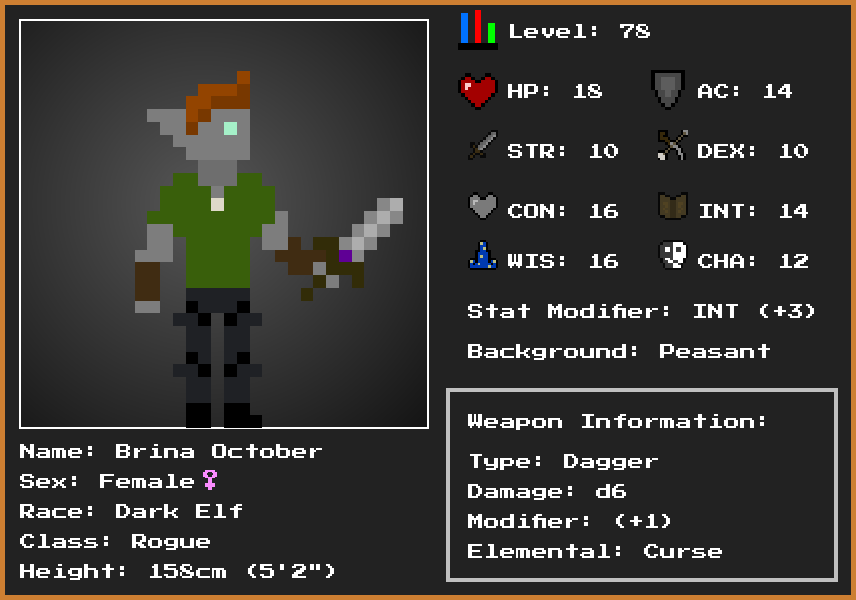 Level: 78
HP: 18
AC: 14
STR: 10
DEX: 10
CON: 16
INT: 14
WIS: 16
CHA: 12
Stat Modifier: INT (+3)
Background: Peasant
Weapon Information:
Type: Dagger
Damage: d6
Modifier: (+1)
Elemental: Curse
Name: Brina October
Sex: Female♀
Race: Dark Elf
Class: Rogue
Height: 158cm (5'2")